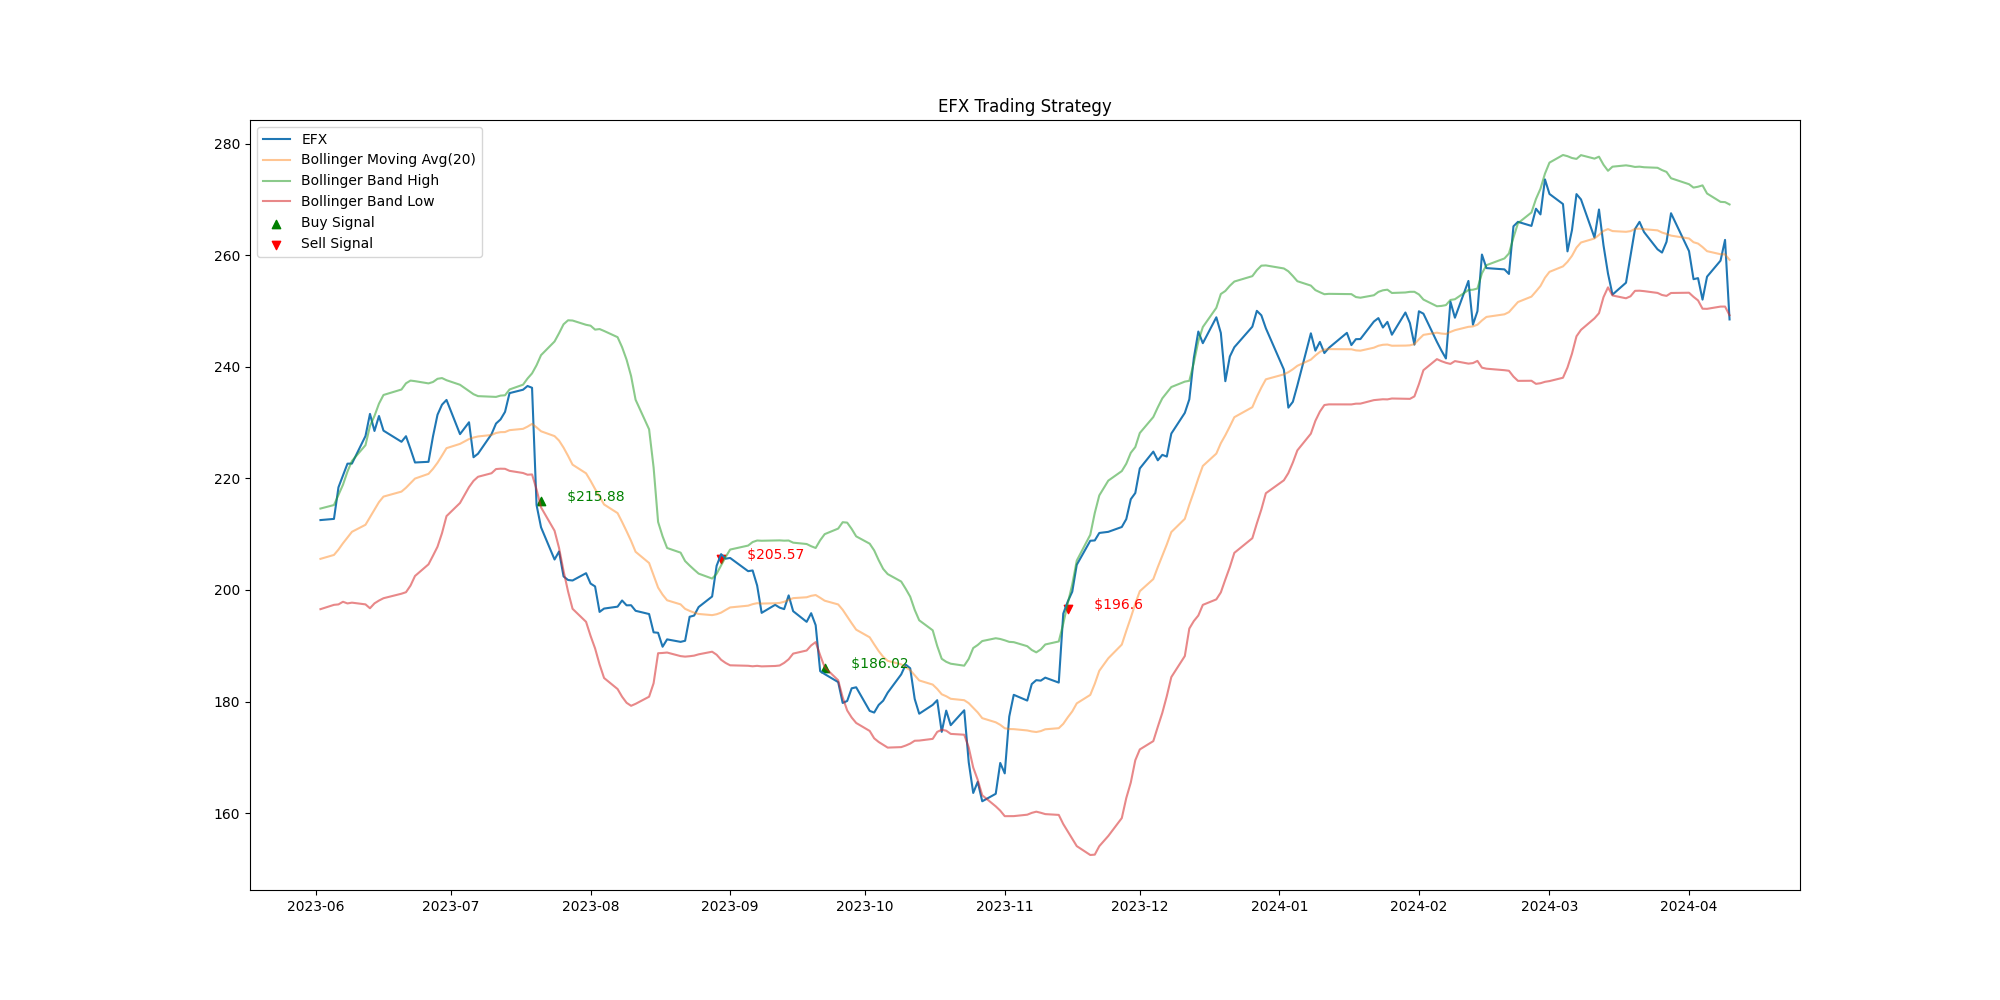 EFX Trading Strategy
EFX
Bollinger Moving Avg(20)
Bollinger Band High
Bollinger Band Low
Buy Signal
Sell Signal
280
260
240
220
200
180
160
$215.88
$205.57
$186.02
$196.6
2023-06 2023-07 2023-08 2023-09 2023-10 2023-11 2023-12 2024-01 2024-02 2024-03 2024-04